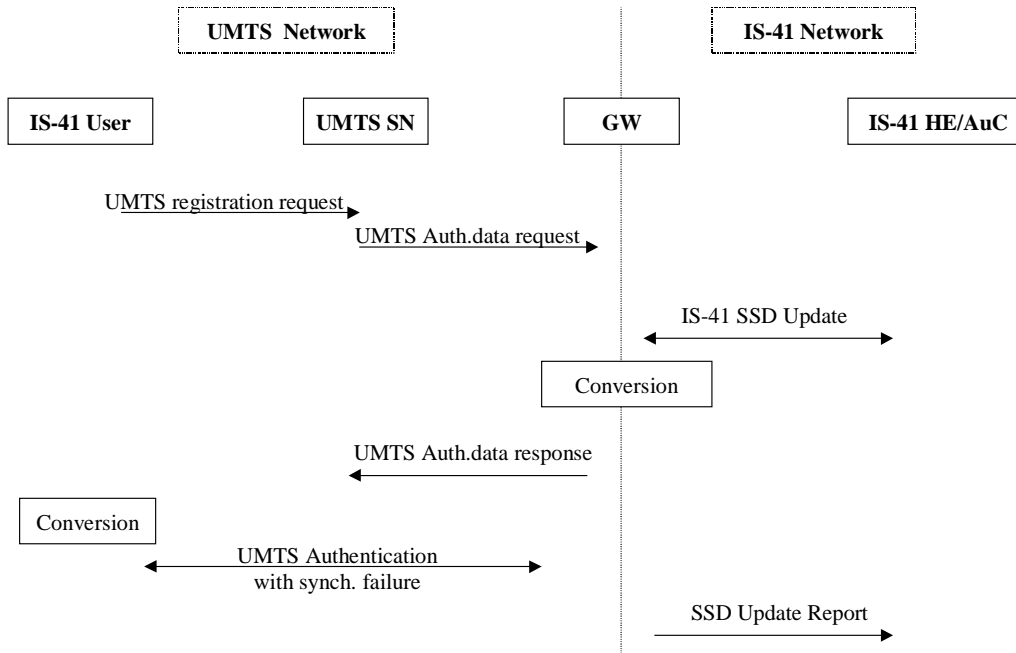 UMTS Network
IS-41 Network
IS-41 User
UMTS SN
GW
IS-41 HE/AuC
UMTS registration request
UMTS Auth.data request
IS-41 SSD Update
Conversion
UMTS Auth.data response
Conversion
UMTS Authentication
with synch. failure
SSD Update Report